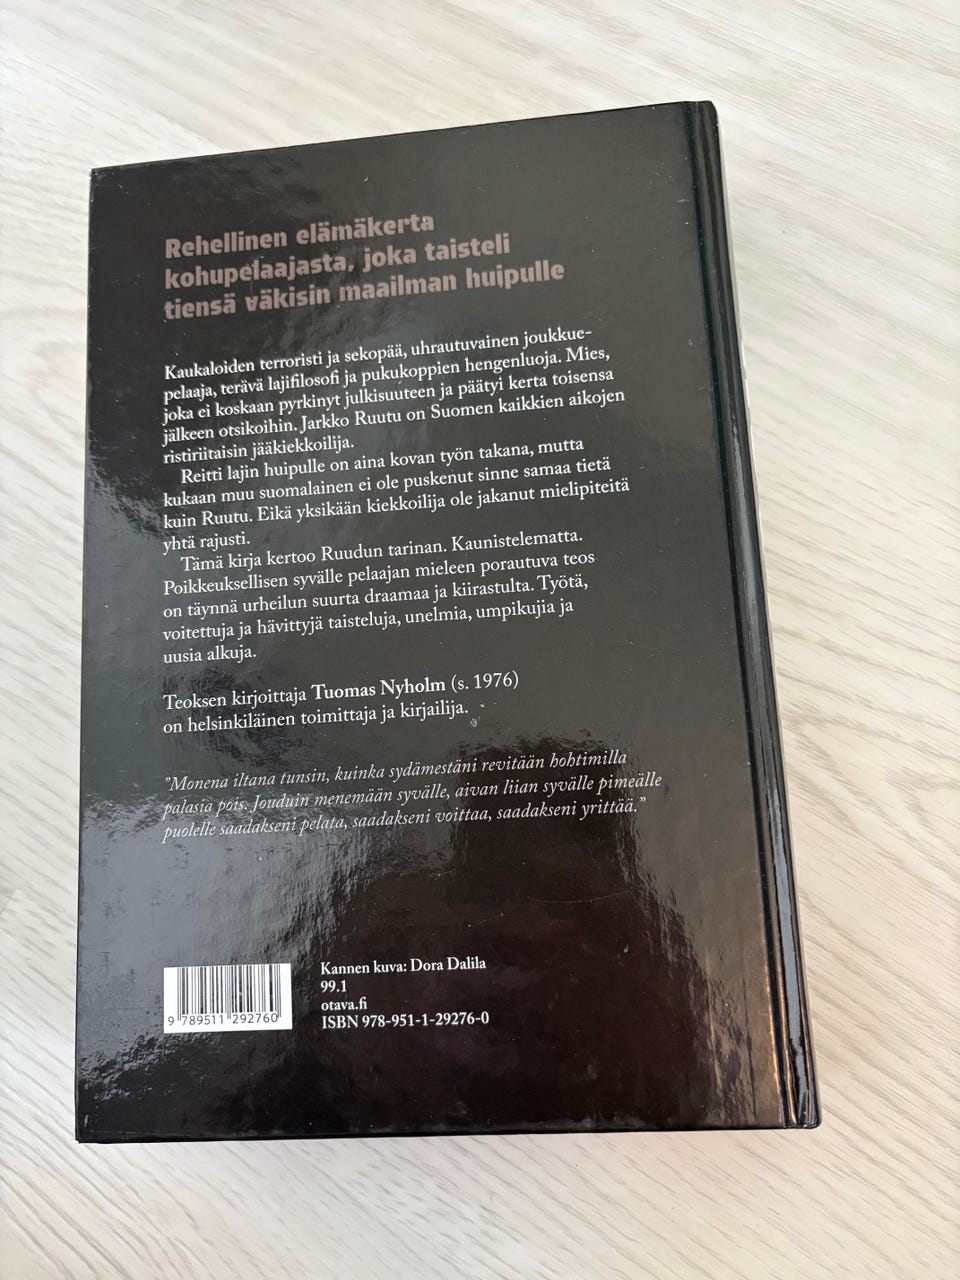 Rehellinen elämäkerta
kohupelaajasta, joka taisteli
tiensä väkisin maailman huipulle
Kaukaloiden terroristi ja sekopää, uhrautuvainen joukkue-
pelaaja, terävä lajifilosofi ja pukukoppien hengenluoja. Mies,
joka ei koskaan pyrkinyt julkisuuteen ja päätyi kerta toisensa
jälkeen otsikoihin. Jarkko Ruutu on Suomen kaikkien aikojen
ristiriitaisin jääkiekkoilija.
Reitti lajin huipulle on aina kovan työn takana, mutta
kukaan muu suomalainen ei ole puskenut sinne samaa tietä
kuin Ruutu. Eikä yksikään kiekkoilija ole jakanut mielipiteitä
yhtä rajusti.
Tämä kirja kertoo Ruudun tarinan. Kaunistelematta.
Poikkeuksellisen syvälle pelaajan mieleen porautuva teos
on täynnä urheilun suurta draamaa ja kiirastulta. Työtä,
voitettuja ja hävittyjä taisteluja, unelmia, umpikujia ja
uusia alkuja.
Teoksen kirjoittaja Tuomas Nyholm (s. 1976)
on helsinkiläinen toimittaja ja kirjailija.
"Monena iltana tunsin, kuinka sydämestäni revitään hohtimilla
palasia pois. Jouduin menemään syvälle, aivan liian syvälle pimeälle
puolelle saadakseni pelata, saadakseni voittaa, saadakseni yrittää."
Kannen kuva: Dora Dalila
99.1
otava.fi
ISBN 978-951-1-29276-0
9 789511 292760